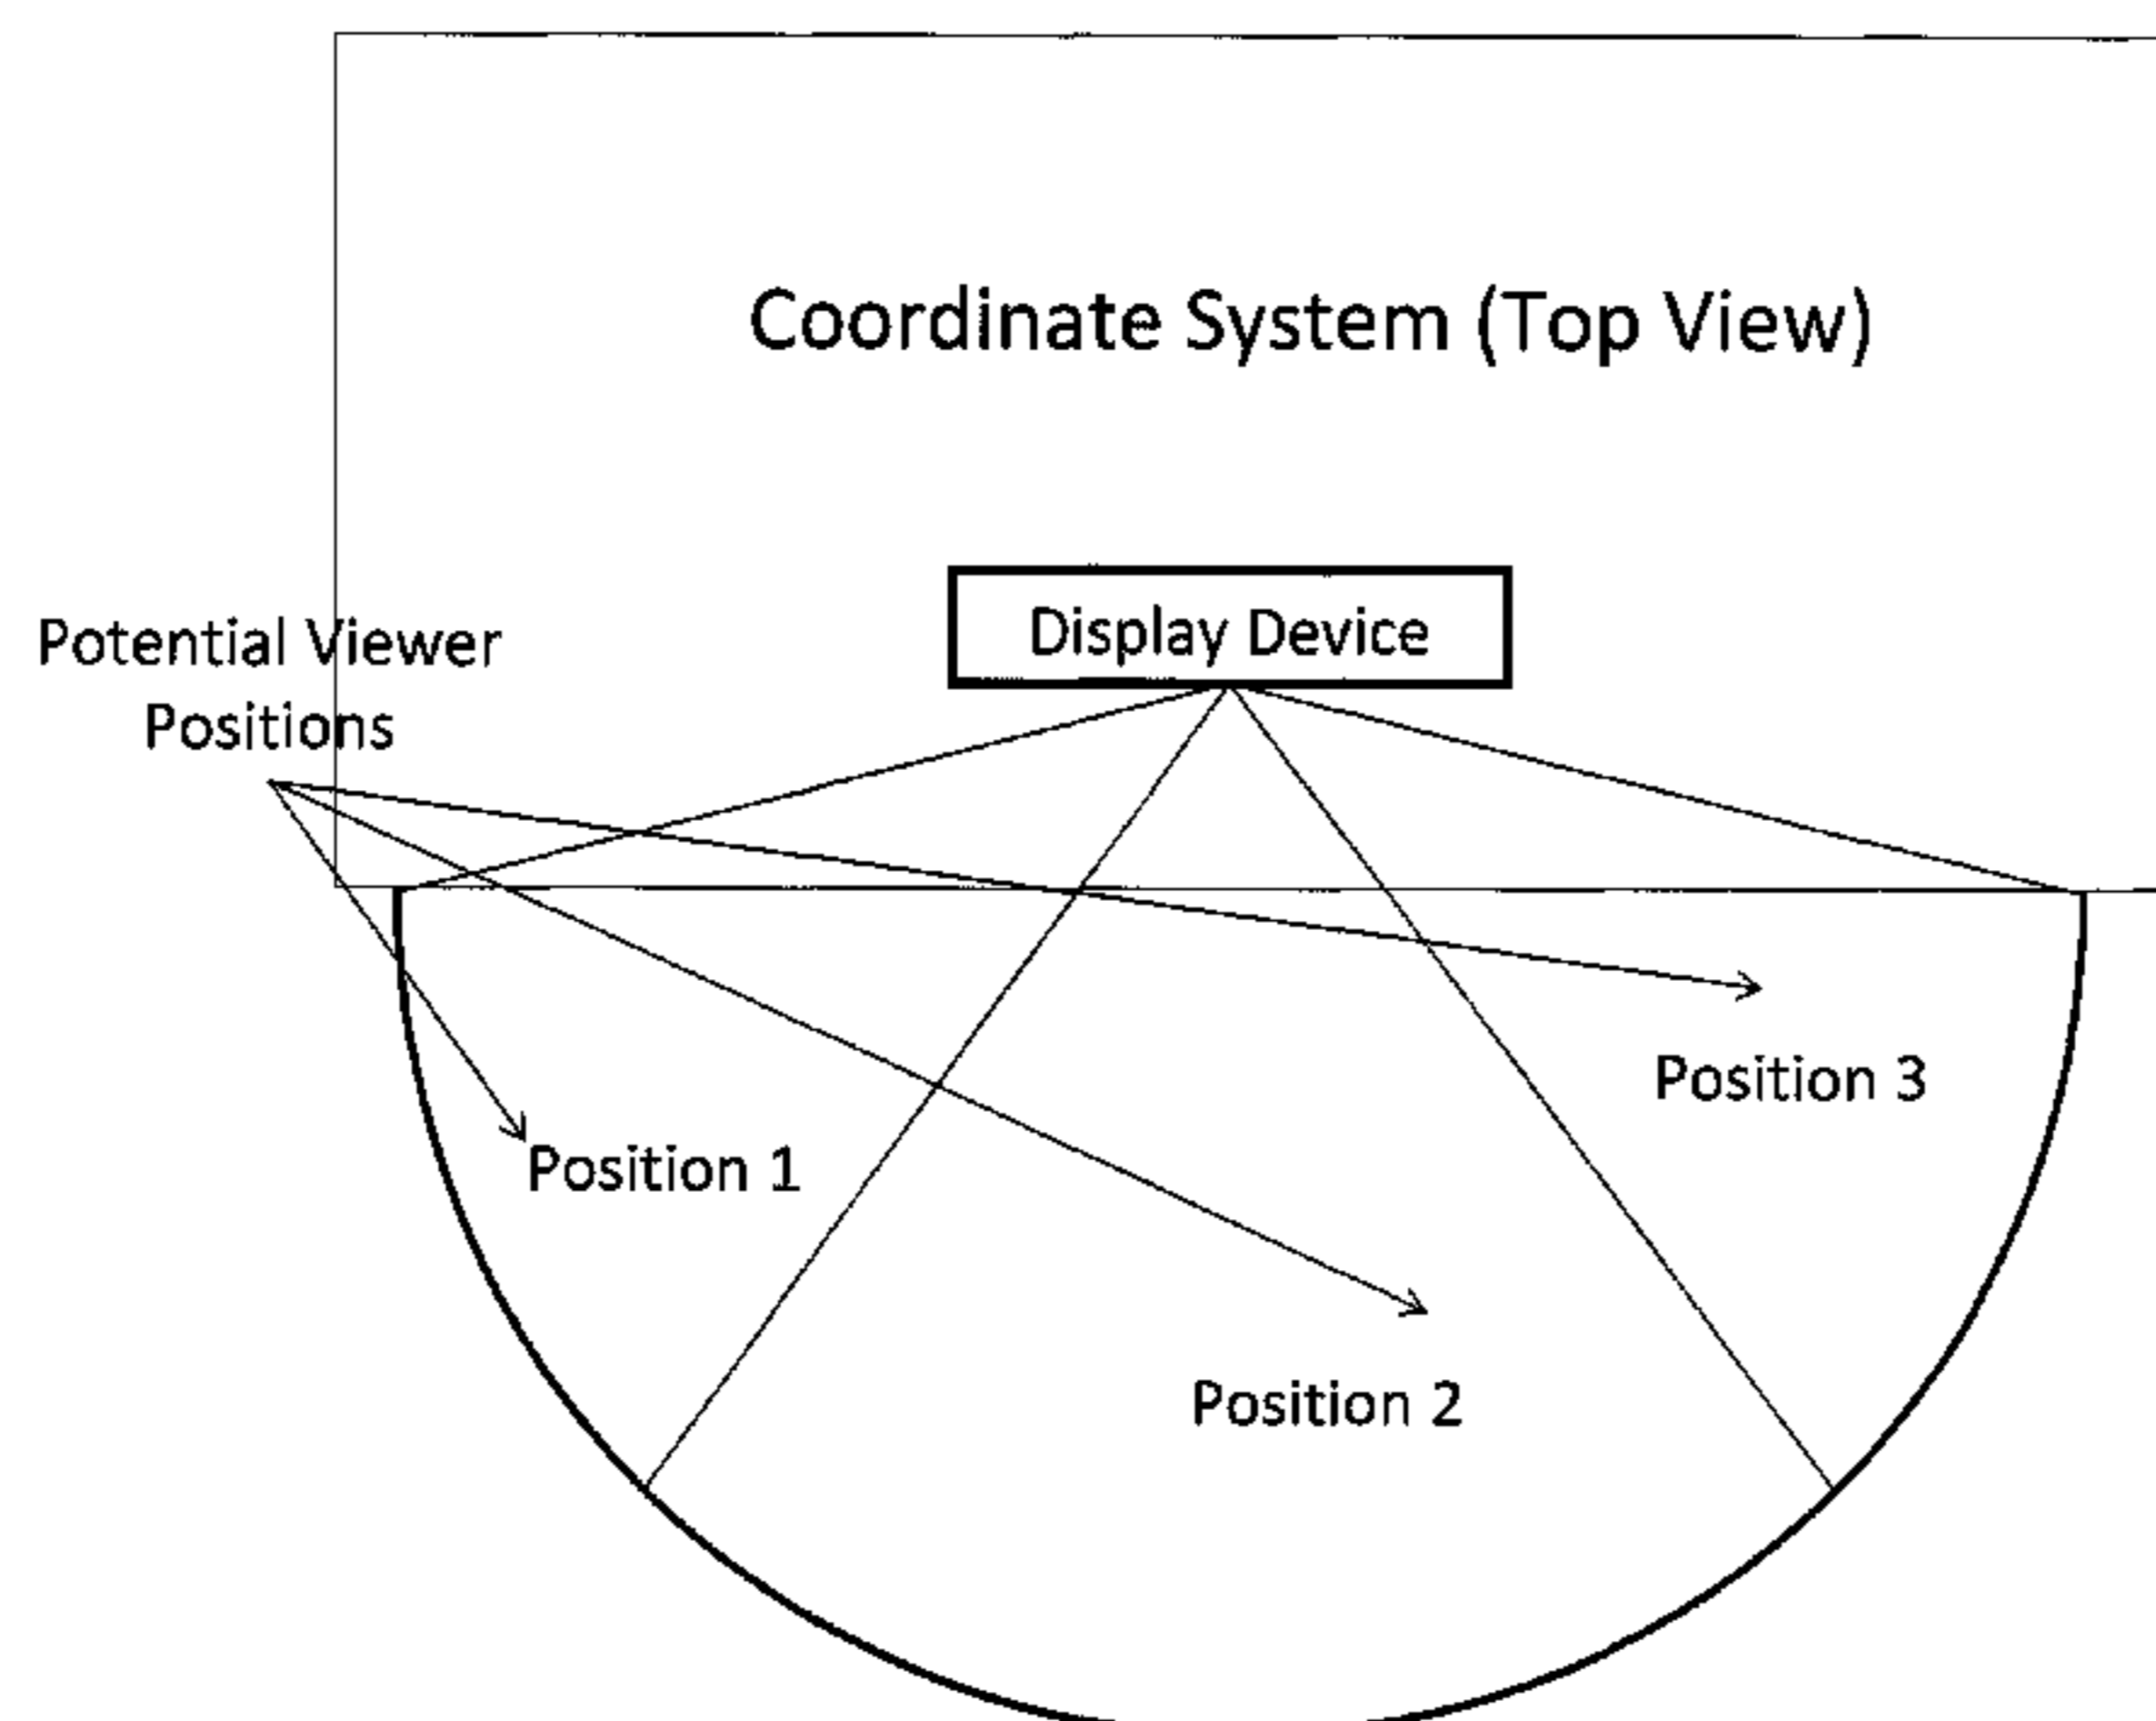 Coordinate System (Top View)
Display Device
Potential Viewer
Positions
Position 3
Position 1
Position 2